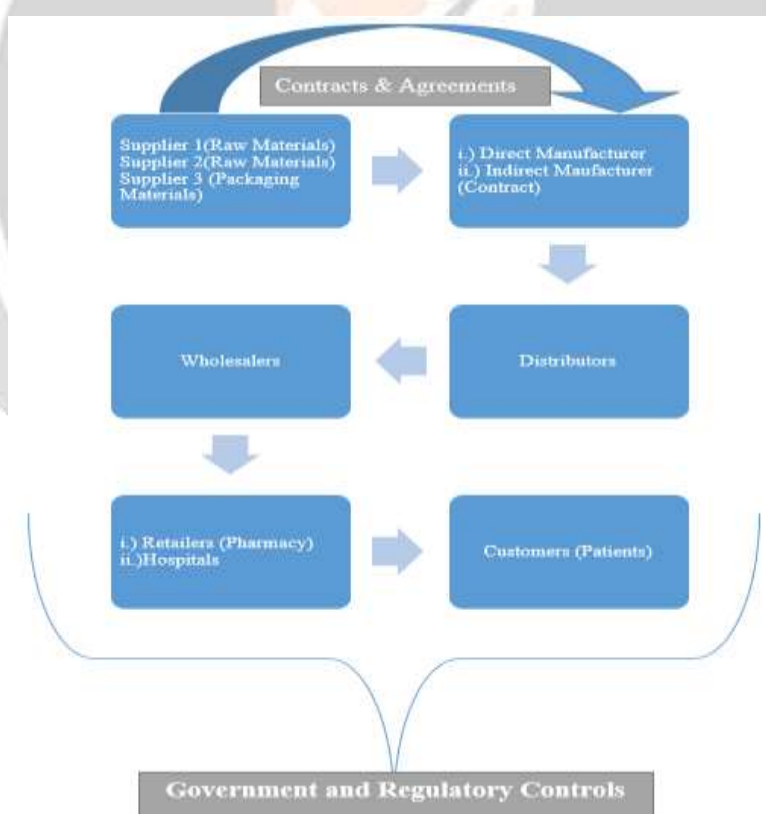 Contracts & Agreements
Supplier 1(Raw Materials)
Supplier 2(Raw Materials)
Supplier 3 (Packaging
Materials)
i.) Direct Manufacturer
ii.) Indirect Maufacturer
(Contract)
Distributors
Wholesalers
i.) Retailers (Pharmacy)
ii.)Hospitals
Customers (Patients)
Government and Regulatory Controls